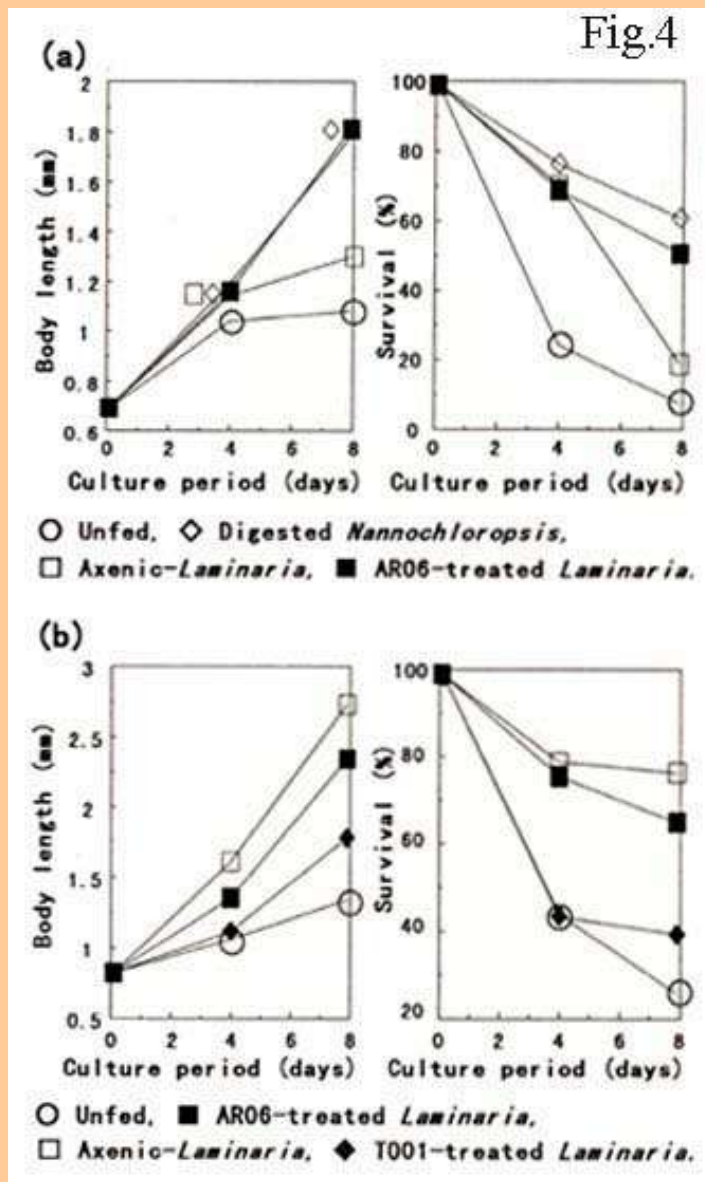 Fig.4
(a)
2
1.8
1.6
1.4
1.2
1
0.8
0.6
Body length (mm)
0 2 4 6 8
Culture period (days)
100
80
60
40
20
0
Survival (%)
0 2 4 6 8
Culture period (days)
Unfed, Digested Nannochloropsis,
Axenic-Laminaria, AR06-treated Laminaria.
(b)
3
2.5
2
1.5
1
0.5
Body length (mm)
0 2 4 6 8
Culture period (days)
100
80
60
40
20
Survival (%)
0 2 4 6 8
Culture period (days)
Unfed, AR06-treated Laminaria,
Axenic-Laminaria, T001-treated Laminaria.